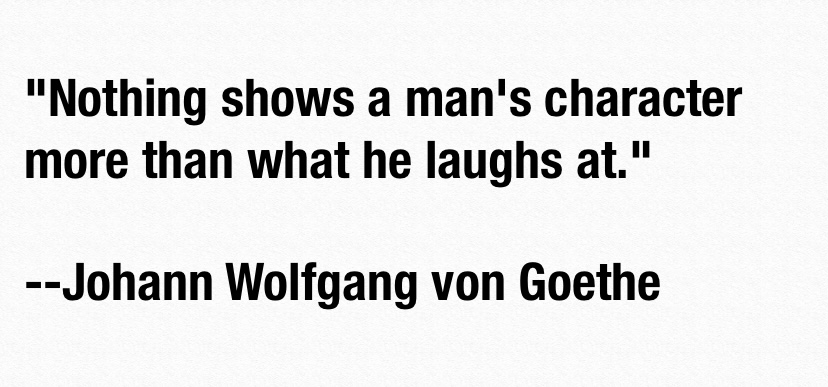 "Nothing shows a man's character
more than what he laughs at."
--Johann Wolfgang von Goethe